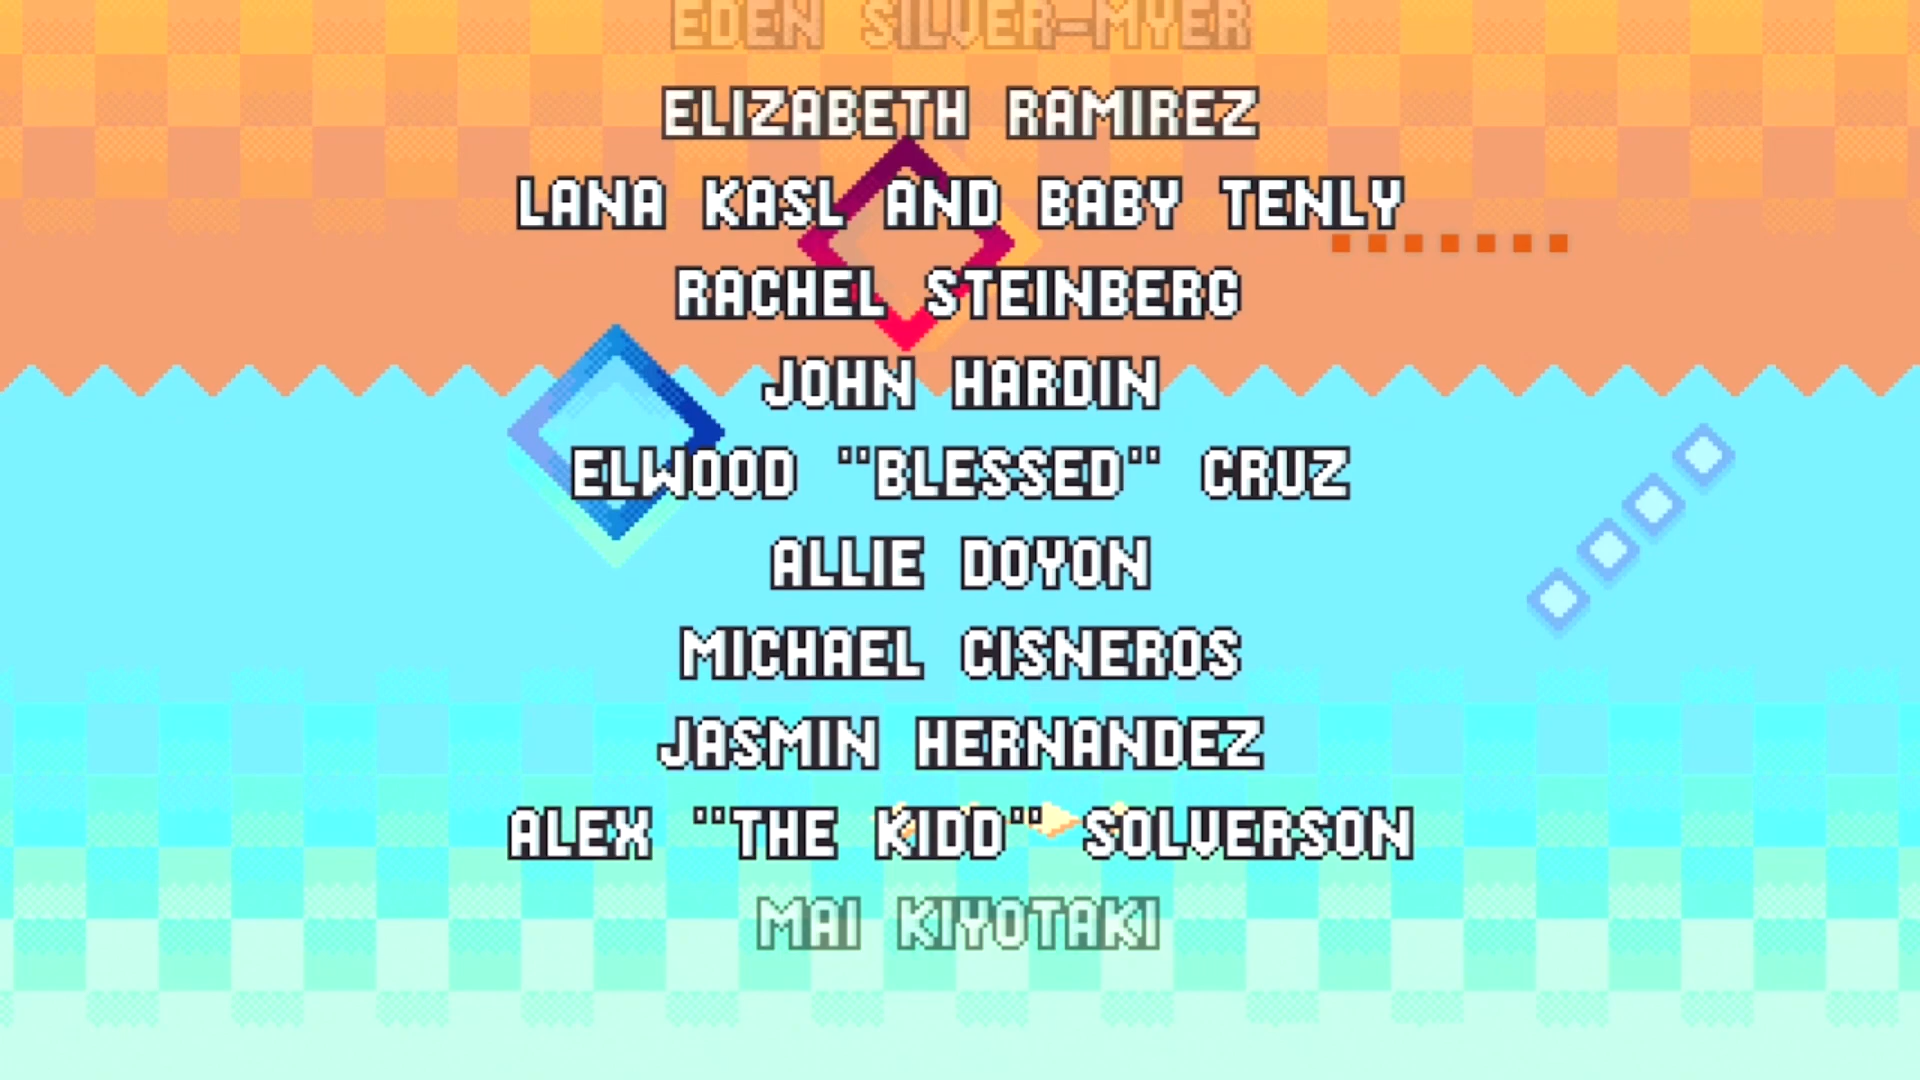 EDEN SILVER-MYER
ELIZABETH RAMIREZ
LANA KASL AND BABY TENLY
RACHEL STEINBERG
JOHN HARDIN
ELWOOD "BLESSED" CRUZ
ALLIE DOYON
MICHAEL CISNEROS
JASMIN HERNANDEZ
ALEX "THE KIDD" SOLVERSON
MAI KIYOTAKI